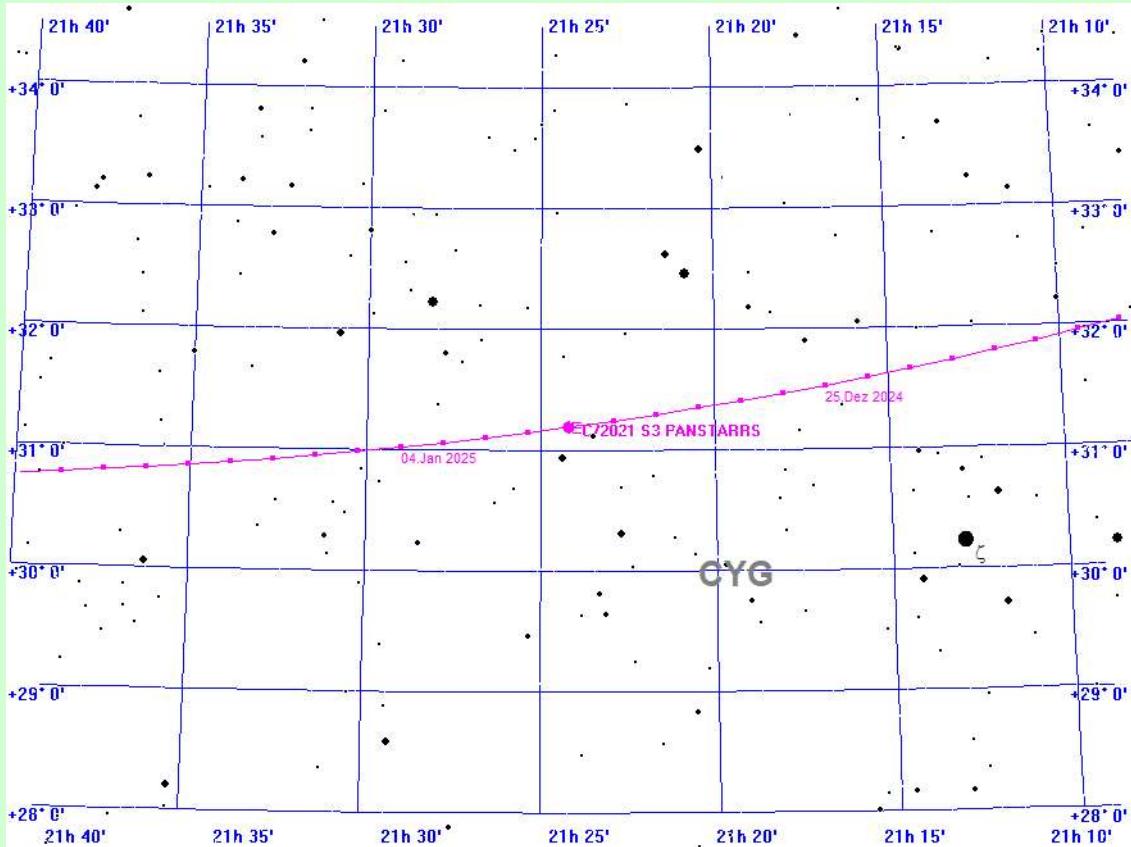 21h 40' 21h 35' 21h 30' 21h 25' 21h 20' 21h 15' 21h 10'
+34° 0' +34° 0'
+33° 0' +33° 0'
+32° 0' +32° 0'
25.Dez 2024
C/2021 S3 PANSTARRS
+31° 0' +31° 0'
04.Jan 2025
ζ
+30° 0' CYG +30° 0'
+29° 0' +29° 0'
+28° 0' +28° 0'
21h 40' 21h 35' 21h 30' 21h 25' 21h 20' 21h 15' 21h 10'